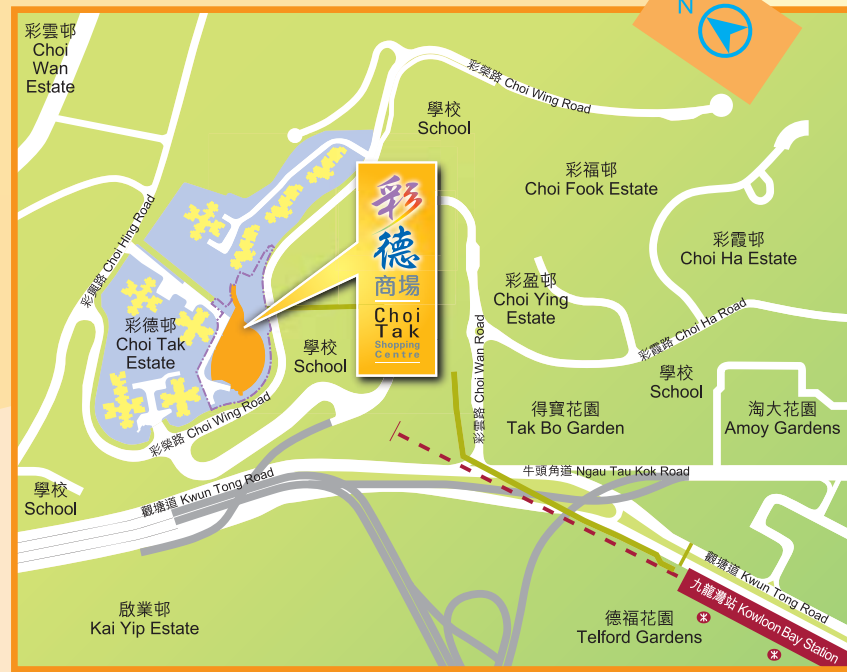 N
彩雲邨
Choi
Wan
Estate
彩榮路 Choi Wing Road
學校
School
彩福邨
Choi Fook Estate
彩霞邨
Choi Ha Estate
彩興路 Choi Hing Road
彩德商場
Choi
Tak
Shopping
Centre
彩盈邨
Choi Ying
Estate
彩德邨
Choi Tak
Estate
學校
School
彩霞路 Choi Ha Road
彩雲路 Choi Wan Road
學校
School
得寶花園
Tak Bo Garden
淘大花園
Amoy Gardens
彩榮路 Choi Wing Road
牛頭角道 Ngau Tau Kok Road
學校
School
觀塘道 Kwun Tong Road
觀塘道 Kwun Tong Road
九龍灣站 Kowloon Bay Station
啟業邨
Kai Yip Estate
德福花園
Telford Gardens